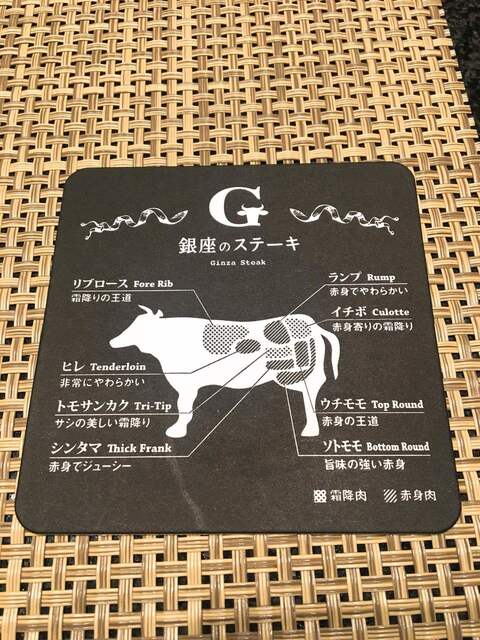 G
銀座のステーキ
Ginza Steak
リブロース Fore Rib
霜降りの王道
ランプ Rump
赤身でやわらかい
イチボ Culotte
赤身寄りの霜降り
ヒレ Tenderloin
非常にやわらかい
トモサンカク Tri-Tip
サシの美しい霜降り
ウチモモ Top Round
赤身の王道
シンタマ Thick Frank
赤身でジューシー
ソトモモ Bottom Round
旨味の強い赤身
霜降肉 赤身肉